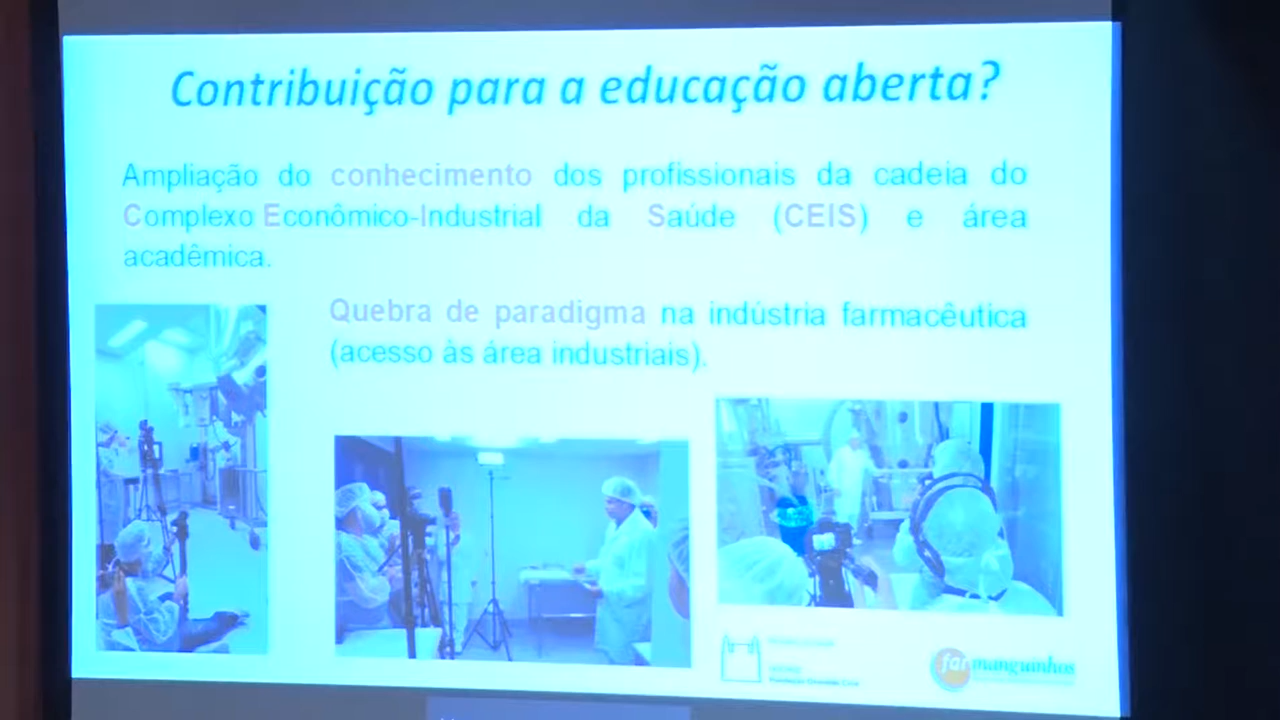 Contribuição para a educação aberta?
Ampliação do conhecimento dos profissionais da cadeia do
Complexo Econômico-Industrial da Saúde (CEIS) e área
acadêmica.
Quebra de paradigma na indústria farmacêutica
(acesso às área industriais).
farmanguinhos